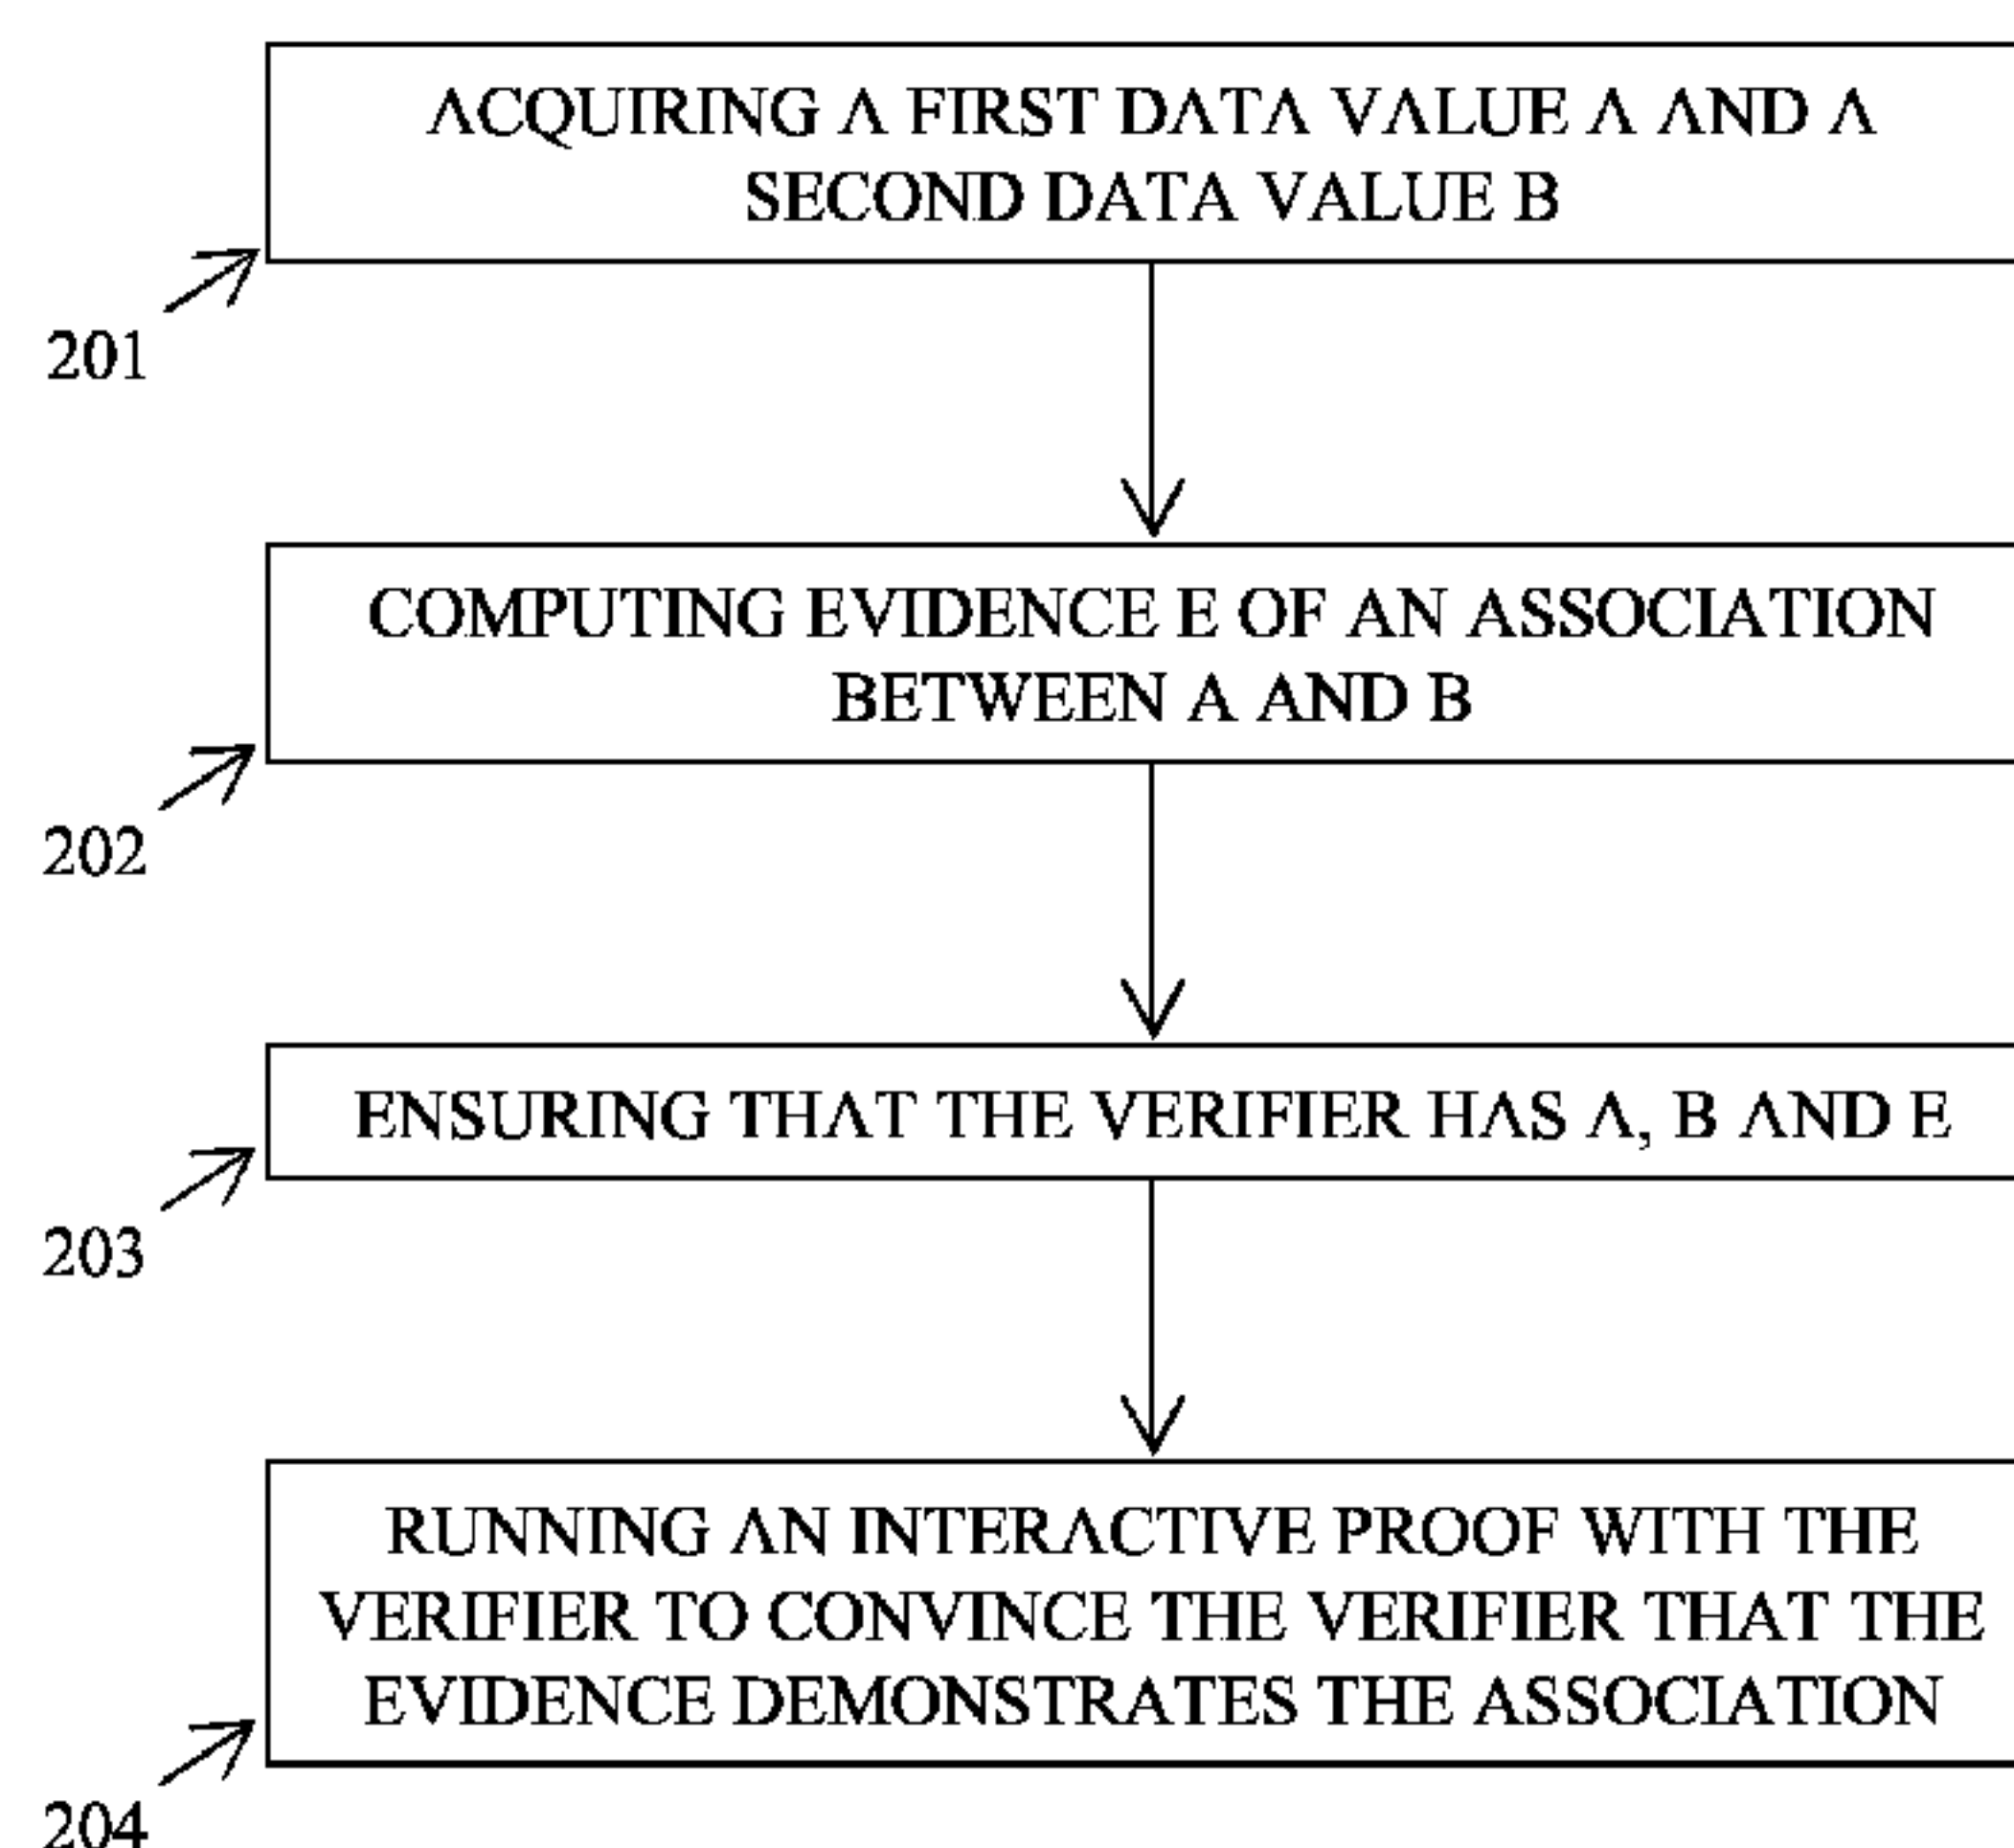 ACQUIRING A FIRST DATA VALUE A AND A
SECOND DATA VALUE B
201
COMPUTING EVIDENCE E OF AN ASSOCIATION
BETWEEN A AND B
202
ENSURING THAT THE VERIFIER HAS A, B AND E
203
RUNNING AN INTERACTIVE PROOF WITH THE
VERIFIER TO CONVINCE THE VERIFIER THAT THE
EVIDENCE DEMONSTRATES THE ASSOCIATION
204